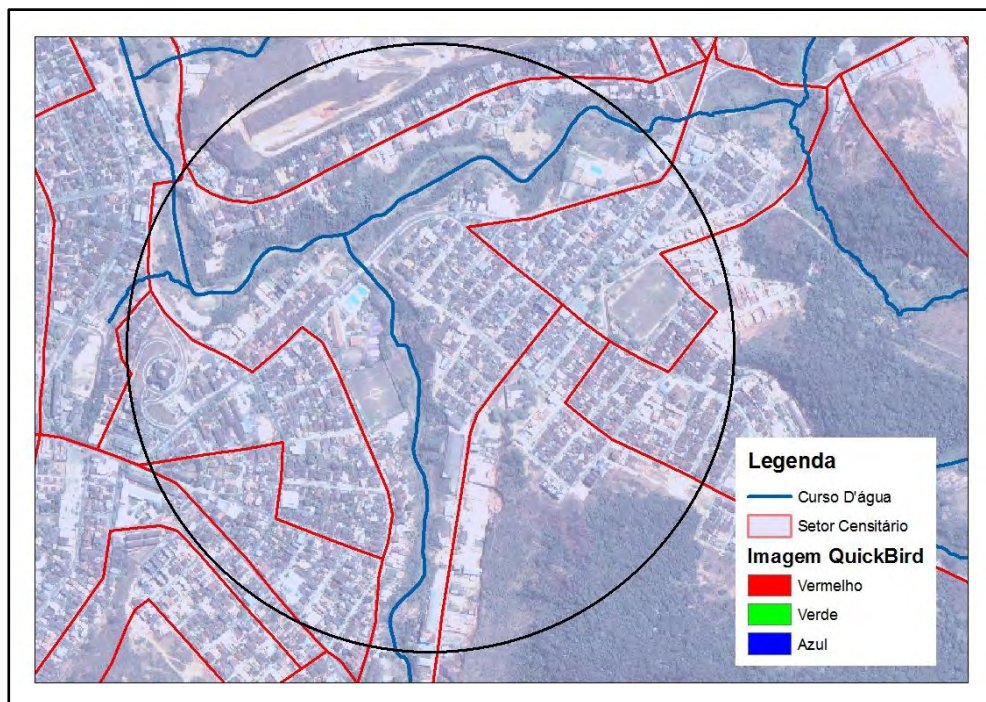 Legenda
Curso D'água
Setor Censitário
Imagem QuickBird
Vermelho
Verde
Azul